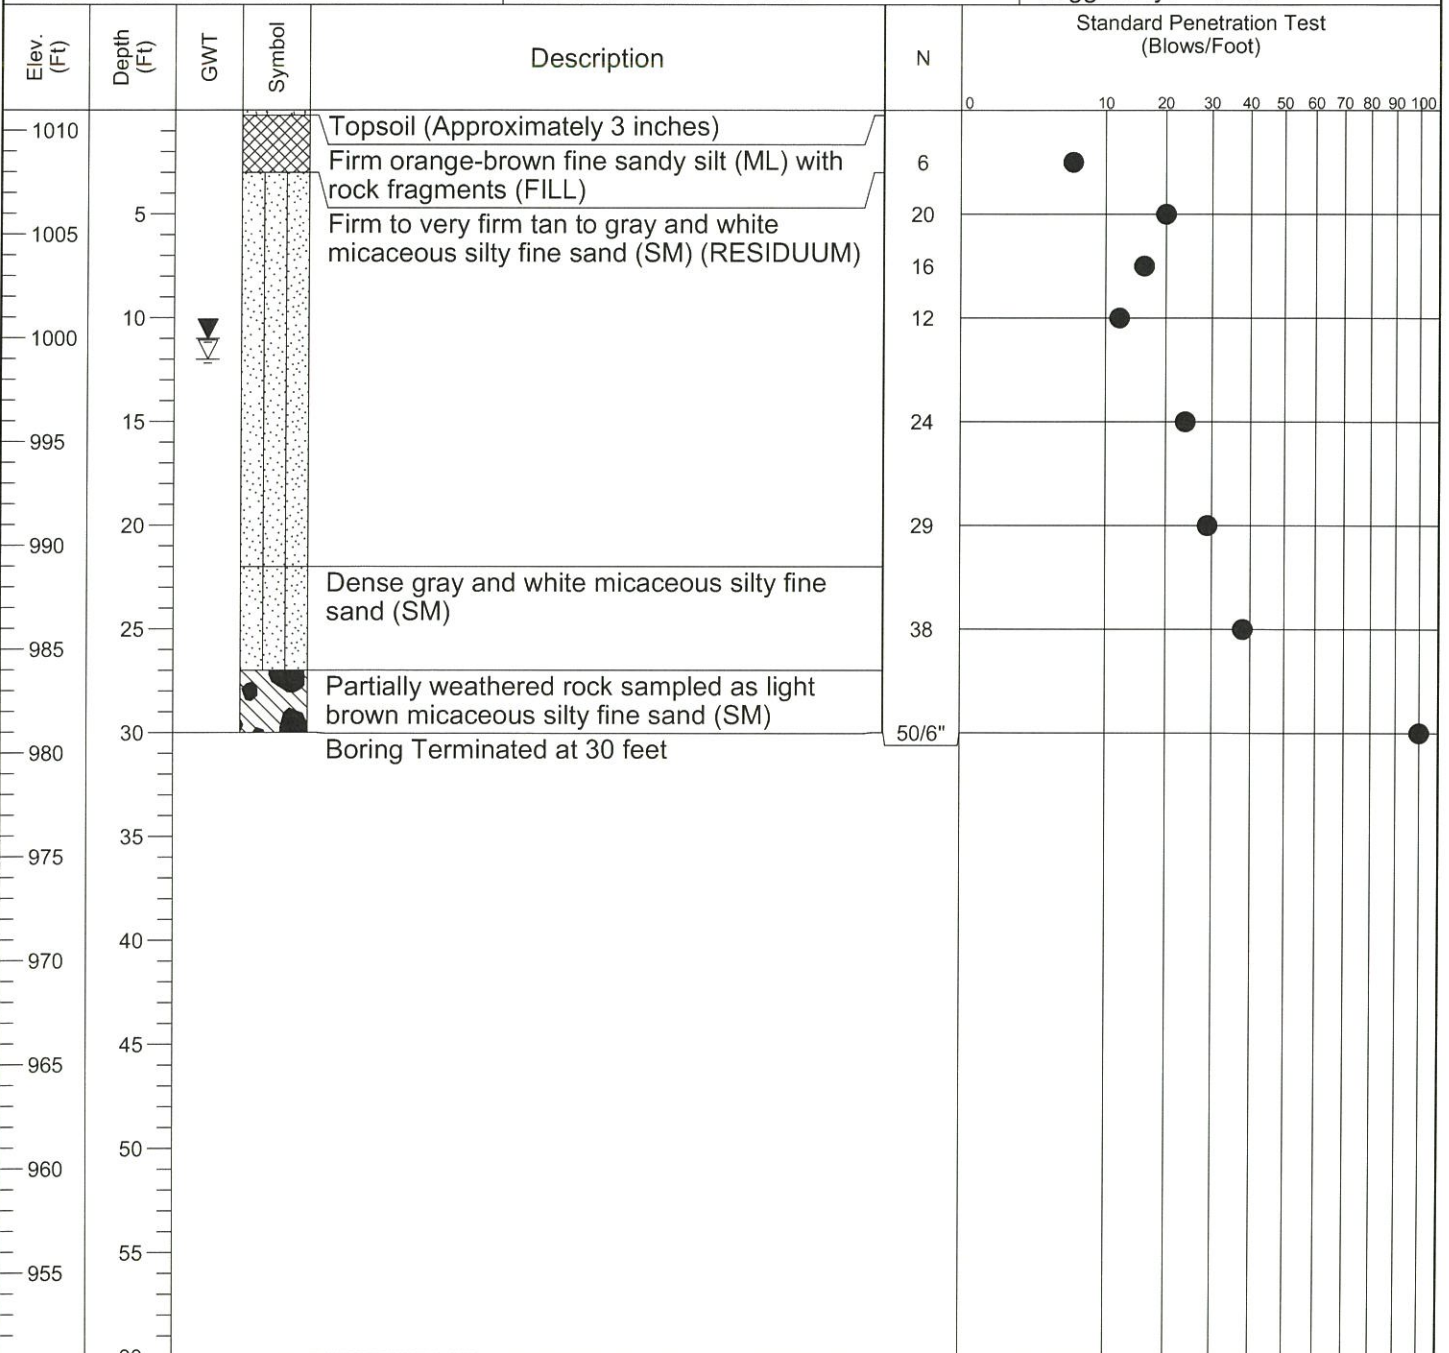 Elev. (Ft)
Depth (Ft)
GWT
Symbol
Description
N
Standard Penetration Test
(Blows/Foot)
0 10 20 30 40 50 60 70 80 90 100
1010
Topsoil (Approximately 3 inches)
Firm orange-brown fine sandy silt (ML) with
6
rock fragments (FILL)
5
20
Firm to very firm tan to gray and white
1005
micaceous silty fine sand (SM) (RESIDUUM)
16
10
12
1000
15
24
995
20
29
990
Dense gray and white micaceous silty fine
sand (SM)
25
38
985
Partially weathered rock sampled as light
brown micaceous silty fine sand (SM)
30
50/6"
980
Boring Terminated at 30 feet
35
975
40
970
45
965
50
960
55
955